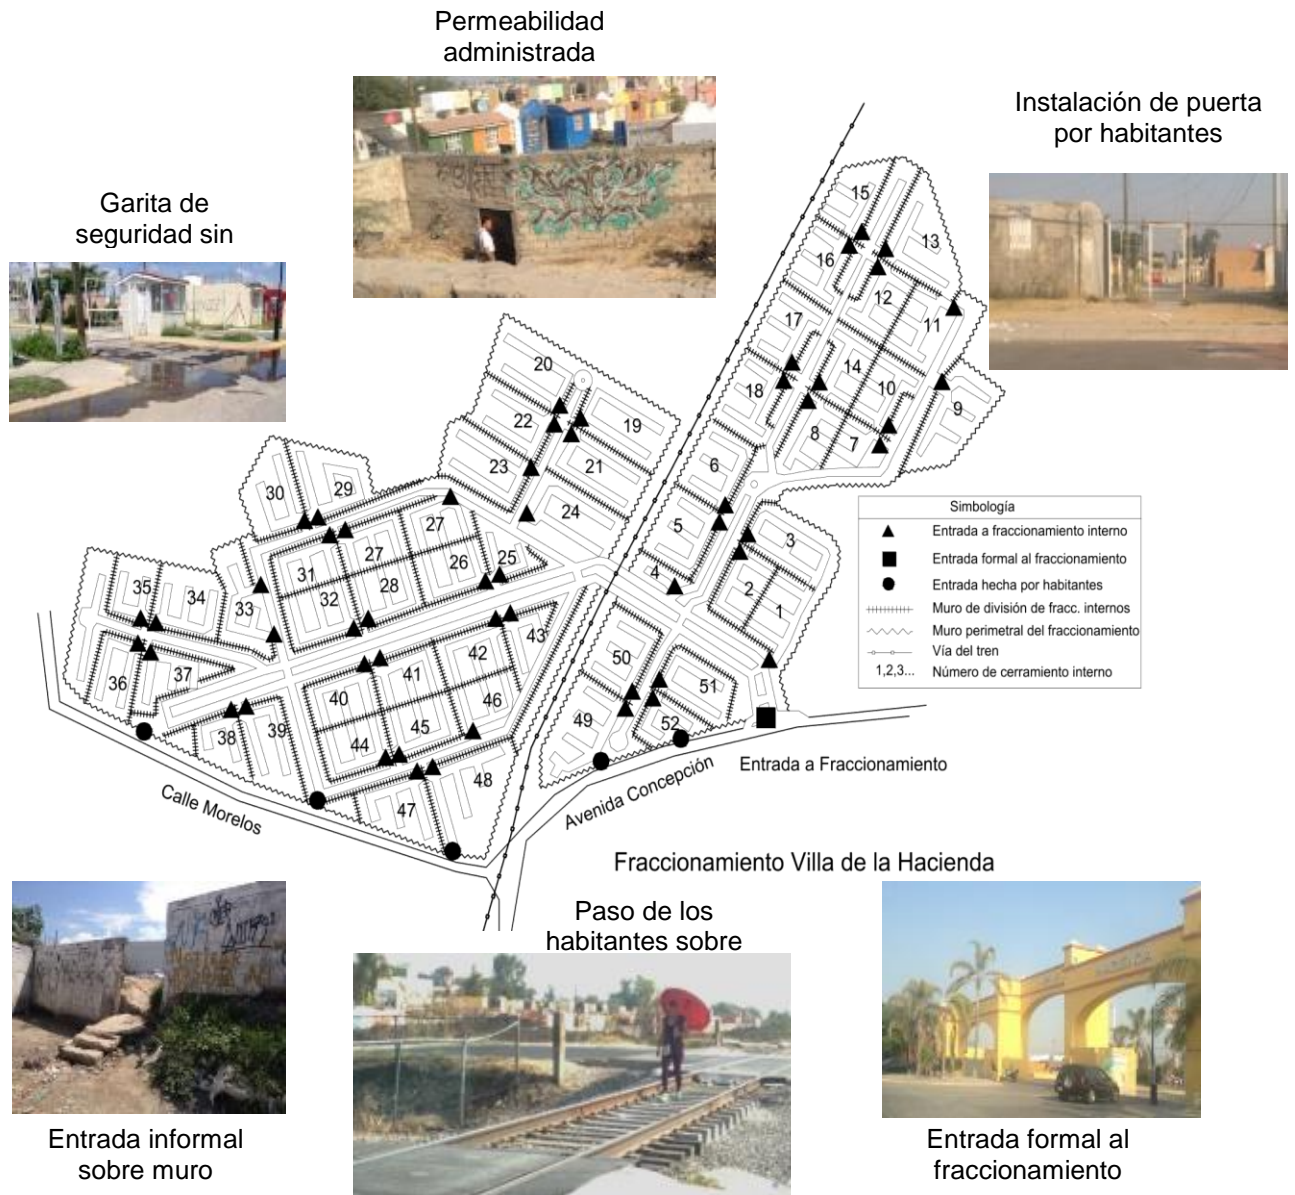 Permeabilidad
administrada
Instalación de puerta
por habitantes
Garita de
seguridad sin
15
13
16
12
11
17
14
10
18
9
8
7
6
5
4
3
2
1
20
19
22
21
23
24
30
29
27
25
26
27
31
28
32
35
34
33
36
37
43
42
41
40
46
45
44
39
38
48
47
50
51
49
52
Simbología
Entrada a fraccionamiento interno
Entrada formal al fraccionamiento
Entrada hecha por habitantes
Muro de división de fracc. internos
Muro perimetral del fraccionamiento
Vía del tren
1,2,3... Número de cerramiento interno
Calle Morelos
Avenida Concepción
Entrada a Fraccionamiento
Fraccionamiento Villa de la Hacienda
Paso de los
habitantes sobre
Entrada informal
sobre muro
Entrada formal al
fraccionamiento